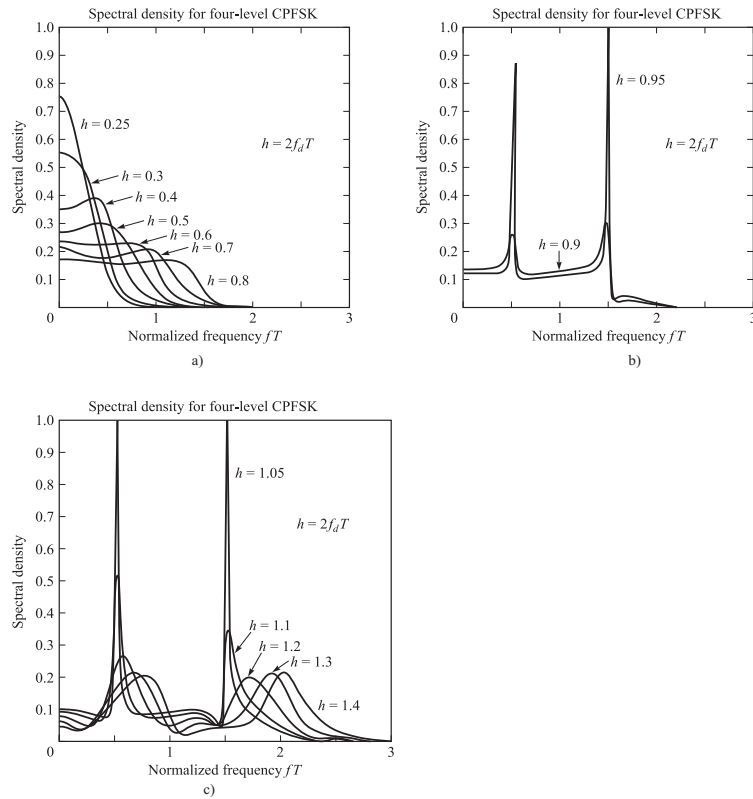 Spectral density for four-level CPFSK
1.0
0.9
0.8
0.7
0.6
0.5
0.4
0.3
0.2
0.1
0
1
2
3
Spectral density
Normalized frequency fT
h = 0.25
h = 0.3
h = 0.4
h = 0.5
h = 0.6
h = 0.7
h = 0.8
h = 2f_dT
a)
Spectral density for four-level CPFSK
1.0
0.9
0.8
0.7
0.6
0.5
0.4
0.3
0.2
0.1
0
1
2
3
Spectral density
Normalized frequency fT
h = 0.95
h = 2f_dT
h = 0.9
b)
Spectral density for four-level CPFSK
1.0
0.9
0.8
0.7
0.6
0.5
0.4
0.3
0.2
0.1
0
1
2
3
Spectral density
Normalized frequency fT
h = 1.05
h = 2f_dT
h = 1.1
h = 1.2
h = 1.3
h = 1.4
c)